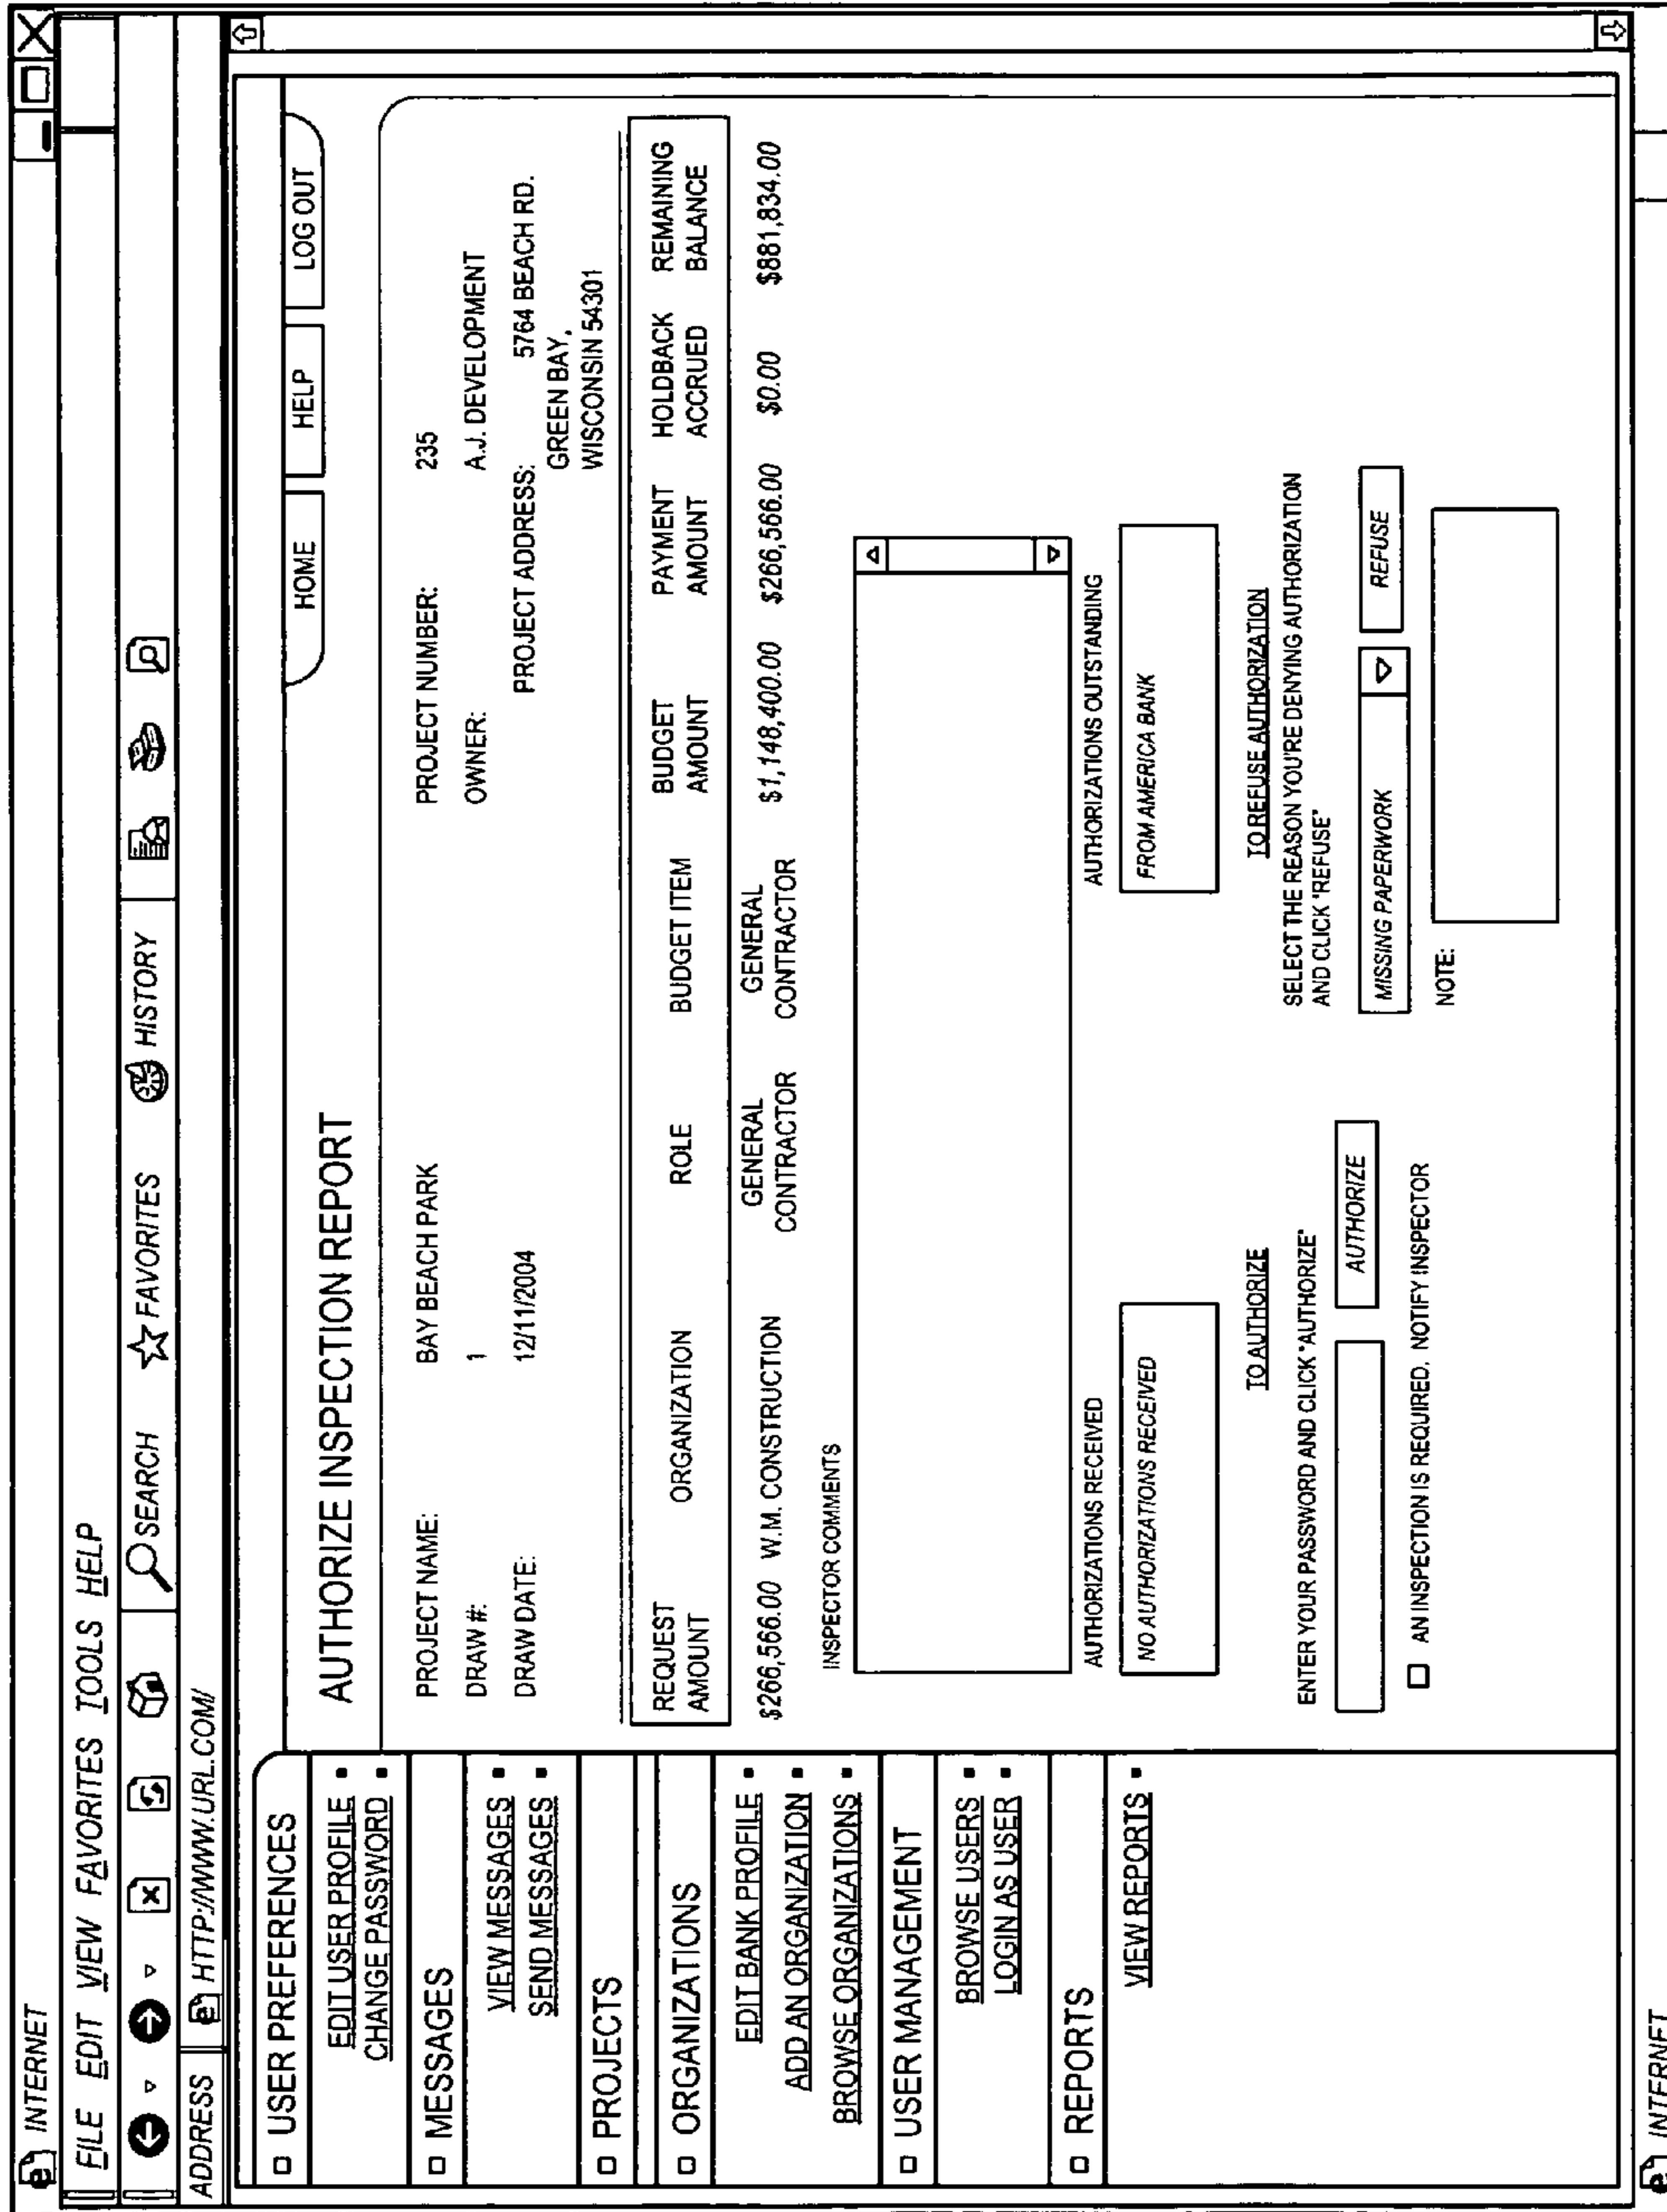 INTERNET
FILE EDIT VIEW FAVORITES TOOLS HELP
SEARCH FAVORITES HISTORY
ADDRESS HTTP://WWW.URL.COM/
HOME HELP LOG OUT
USER PREFERENCES
EDIT USER PROFILE
CHANGE PASSWORD
MESSAGES
VIEW MESSAGES
SEND MESSAGES
PROJECTS
ORGANIZATIONS
EDIT BANK PROFILE
ADD AN ORGANIZATION
BROWSE ORGANIZATIONS
USER MANAGEMENT
BROWSE USERS
LOGIN AS USER
REPORTS
VIEW REPORTS
AUTHORIZE INSPECTION REPORT
PROJECT NAME: BAY BEACH PARK PROJECT NUMBER: 235
DRAW #: 1 OWNER: A.J. DEVELOPMENT
DRAW DATE: 12/11/2004 PROJECT ADDRESS: 5764 BEACH RD.
GREEN BAY,
WISCONSIN 54301
REQUEST ORGANIZATION ROLE BUDGET ITEM BUDGET PAYMENT HOLDBACK REMAINING
AMOUNT AMOUNT AMOUNT ACCRUED BALANCE
$266,566.00 W.M. CONSTRUCTION GENERAL GENERAL $1,148,400.00 $266,566.00 $0.00 $881,834.00
CONTRACTOR CONTRACTOR
INSPECTOR COMMENTS
AUTHORIZATIONS RECEIVED AUTHORIZATIONS OUTSTANDING
NO AUTHORIZATIONS RECEIVED FROM AMERICA BANK
TO AUTHORIZE TO REFUSE AUTHORIZATION
ENTER YOUR PASSWORD AND CLICK "AUTHORIZE" SELECT THE REASON YOU'RE DENYING AUTHORIZATION
AND CLICK 'REFUSE'
AUTHORIZE MISSING PAPERWORK REFUSE
AN INSPECTION IS REQUIRED. NOTIFY INSPECTOR NOTE:
INTERNET